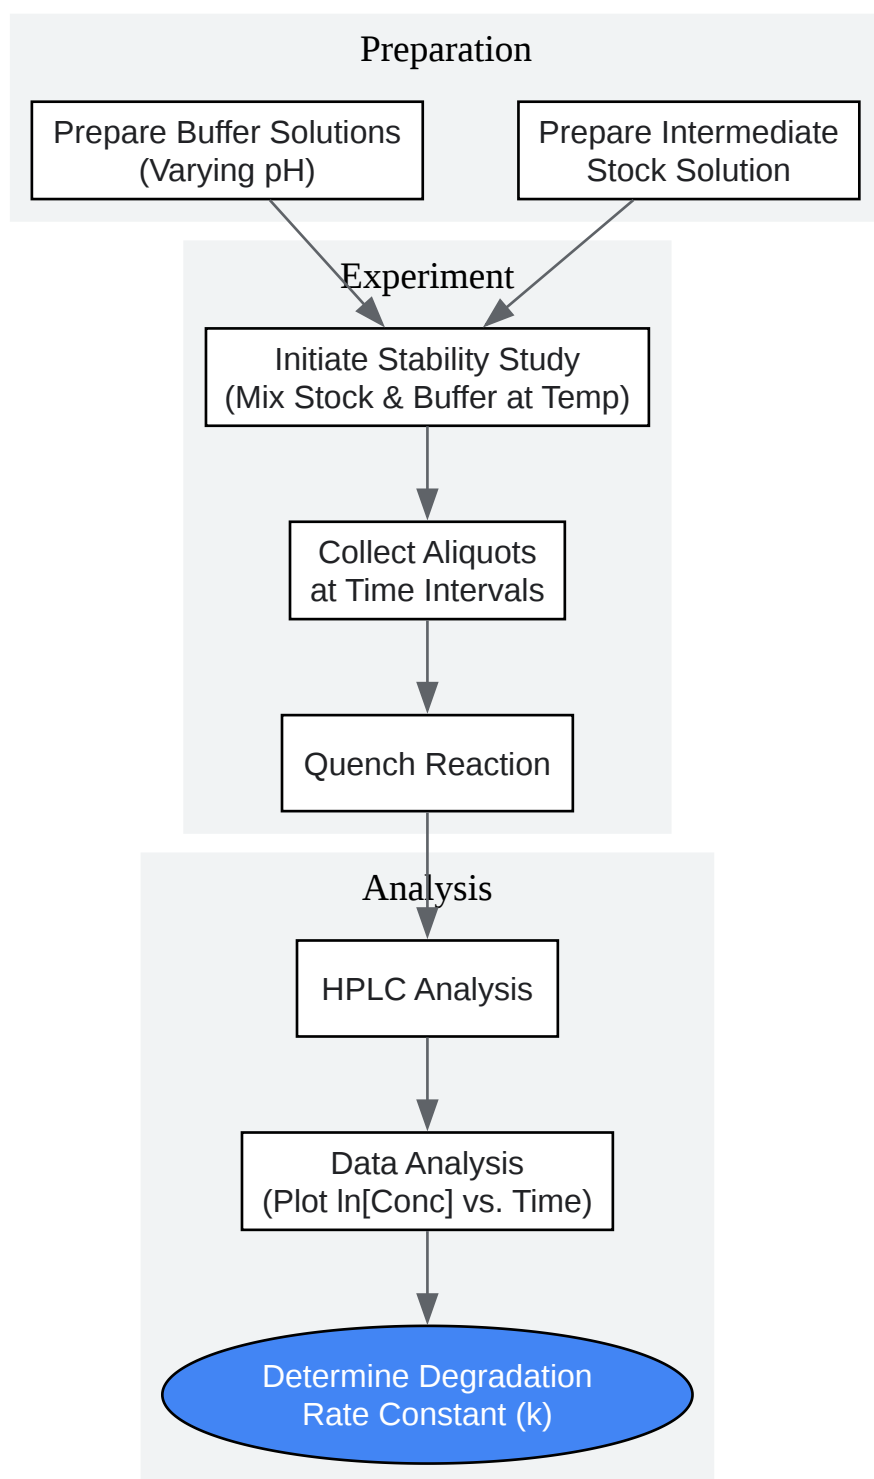 Preparation
Prepare Buffer Solutions
(Varying pH)
Prepare Intermediate
Stock Solution
Experiment
Initiate Stability Study
(Mix Stock & Buffer at Temp)
Collect Aliquots
at Time Intervals
Quench Reaction
Analysis
HPLC Analysis
Data Analysis
(Plot ln[Conc] vs. Time)
Determine Degradation
Rate Constant (k)